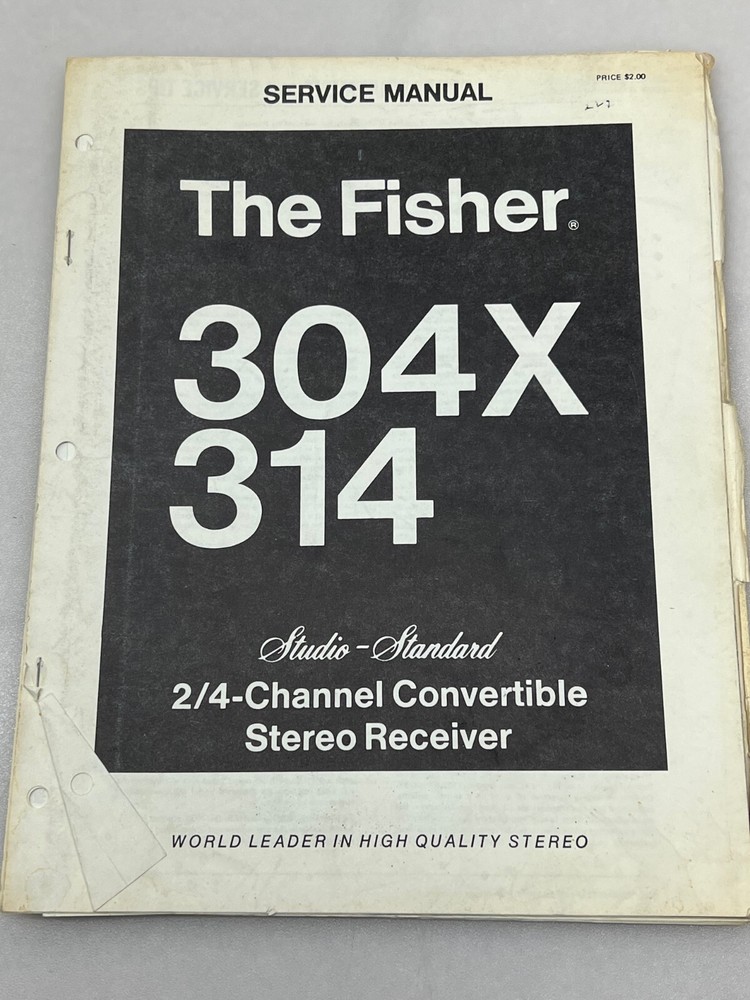 PRICE $2.00
SERVICE MANUAL
The Fisher®
304X
314
Studio-Standard
2/4-Channel Convertible
Stereo Receiver
WORLD LEADER IN HIGH QUALITY STEREO